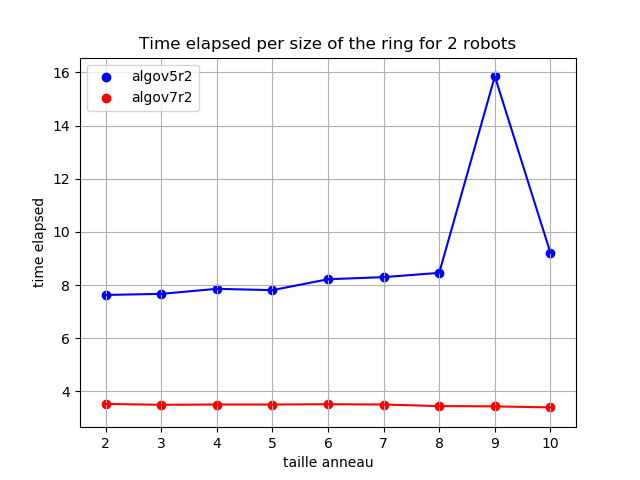 Time elapsed per size of the ring for 2 robots
algov5r2
algov7r2
16
14
12
10
8
6
4
time elapsed
2 3 4 5 6 7 8 9 10
taille anneau